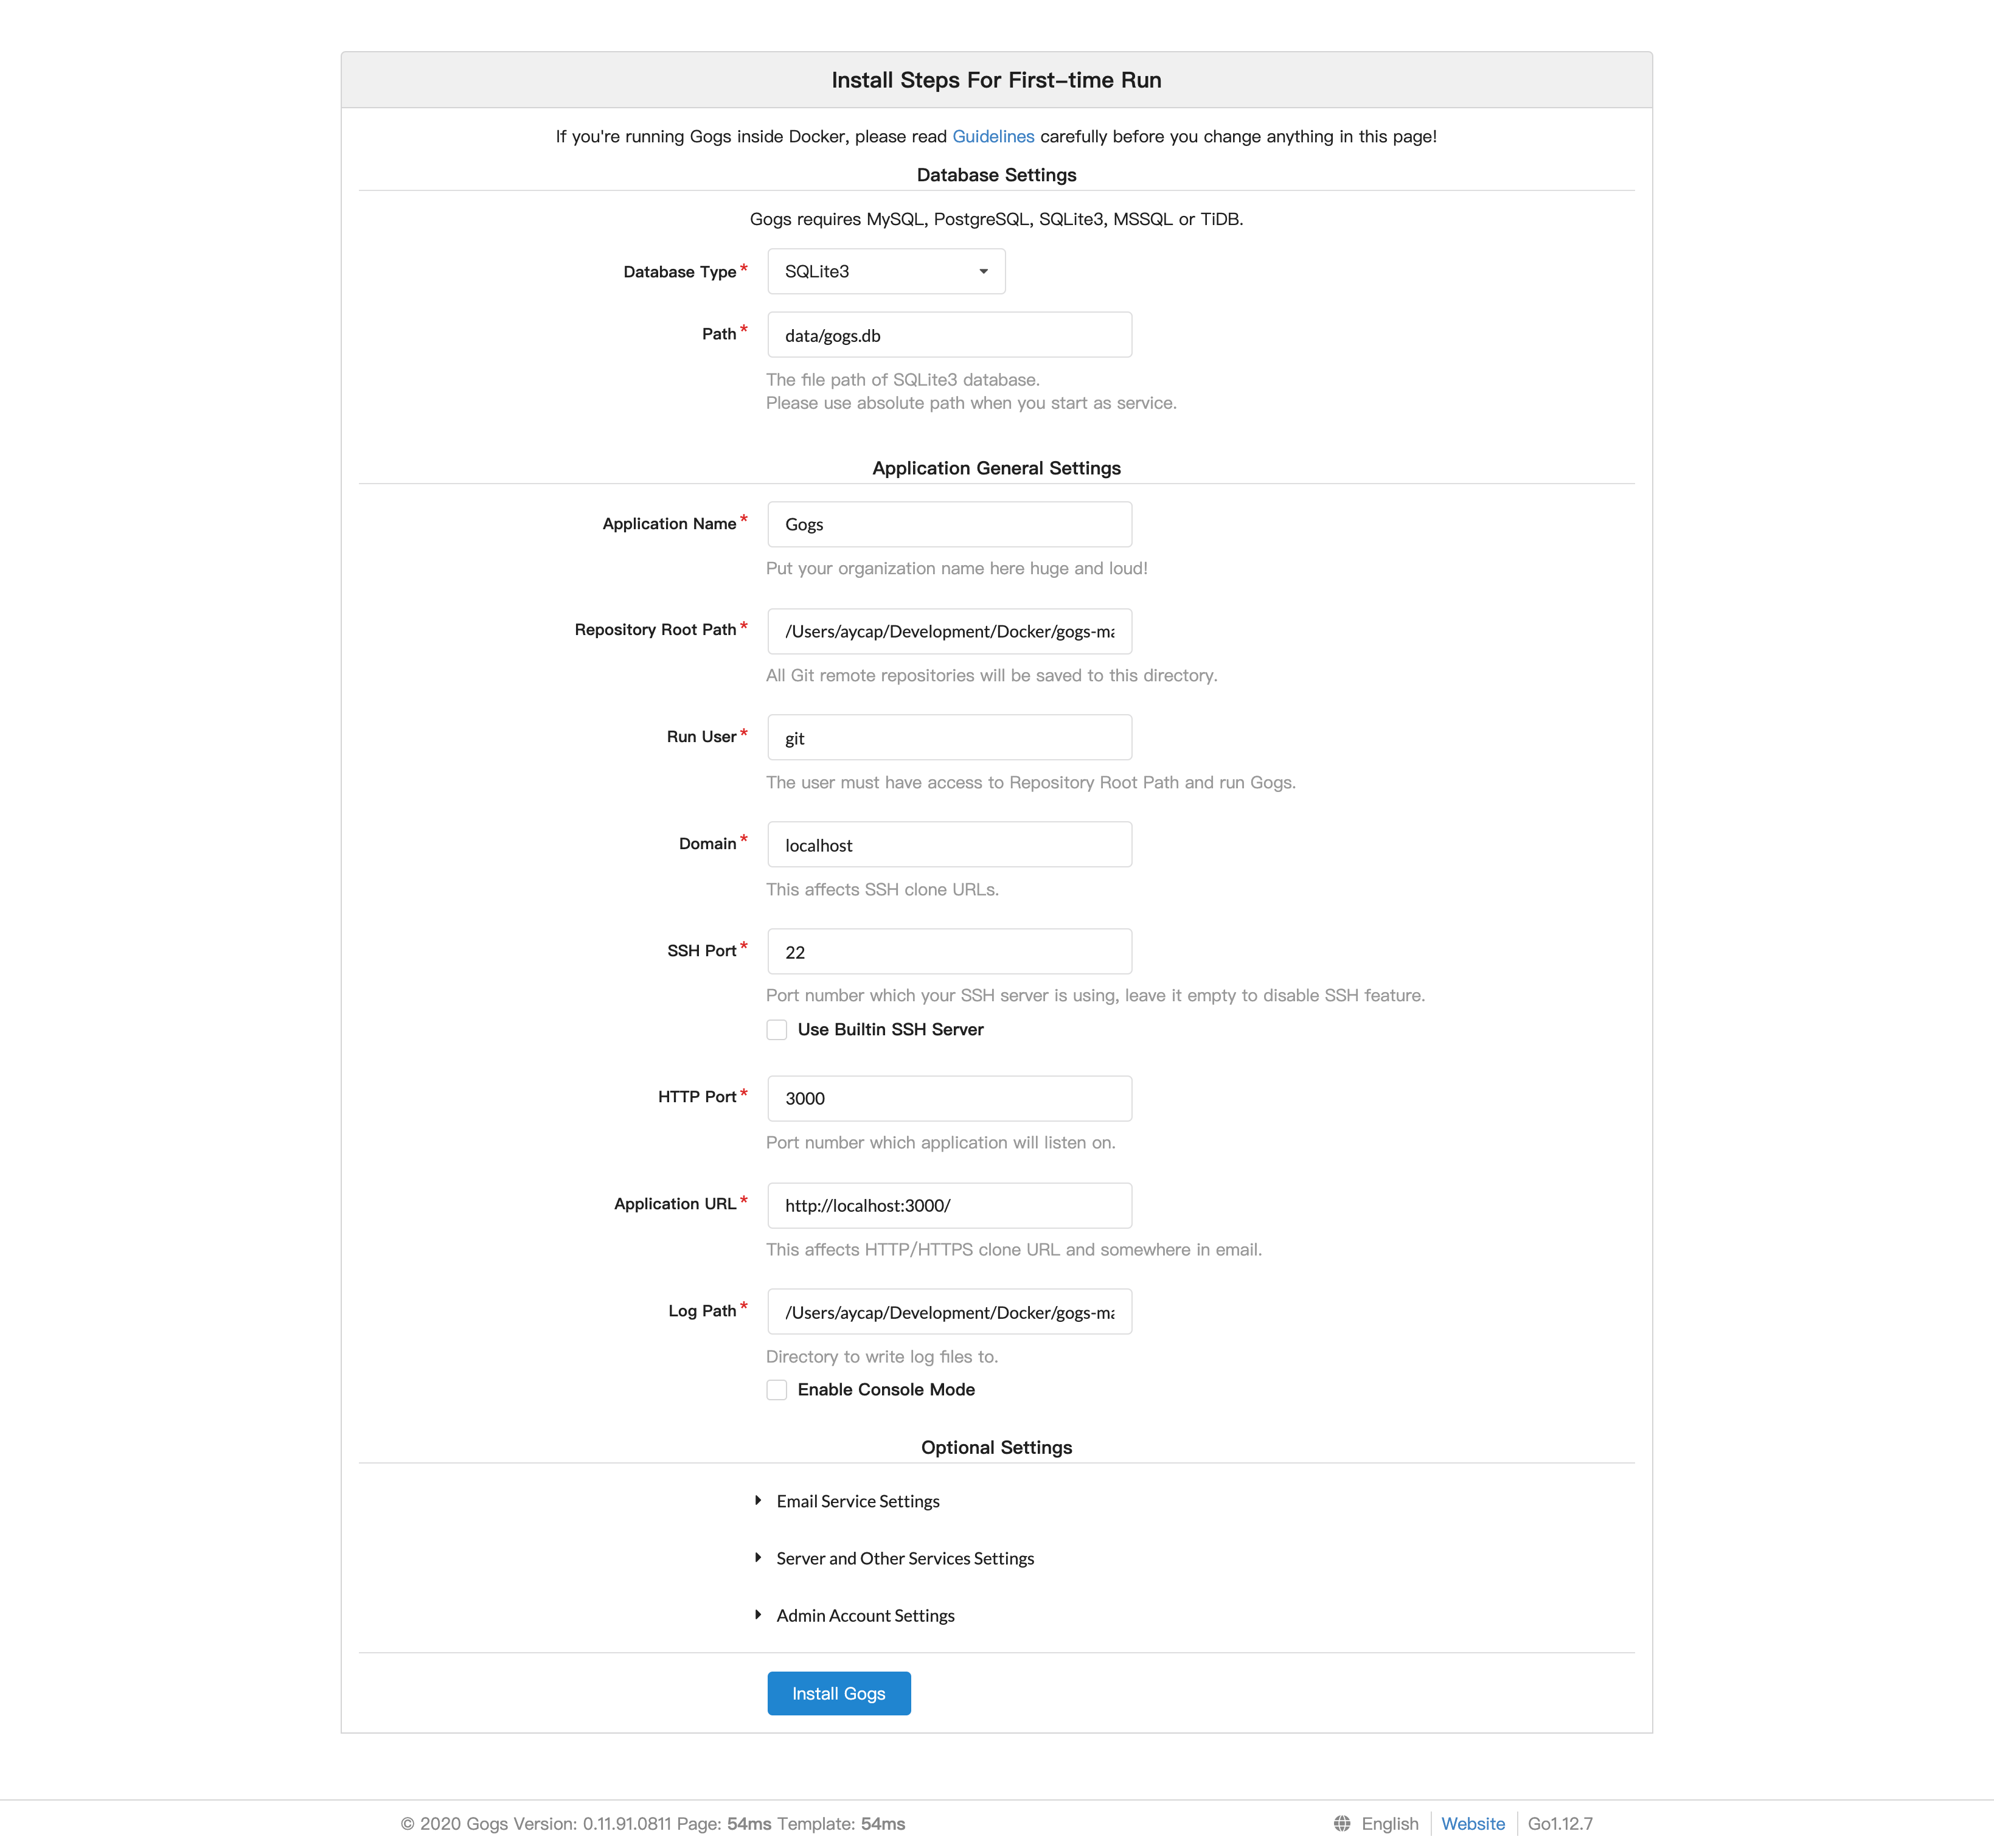 Install Steps For First-time Run
If you're running Gogs inside Docker, please read Guidelines carefully before you change anything in this page!
Database Settings
Gogs requires MySQL, PostgreSQL, SQLite3, MSSQL or TiDB.
Database Type* SQLite3
Path* data/gogs.db
The file path of SQLite3 database.
Please use absolute path when you start as service.
Application General Settings
Application Name* Gogs
Put your organization name here huge and loud!
Repository Root Path* /Users/aycap/Development/Docker/gogs-ma
All Git remote repositories will be saved to this directory.
Run User* git
The user must have access to Repository Root Path and run Gogs.
Domain* localhost
This affects SSH clone URLs.
SSH Port* 22
Port number which your SSH server is using, leave it empty to disable SSH feature.
Use Builtin SSH Server
HTTP Port* 3000
Port number which application will listen on.
Application URL* http://localhost:3000/
This affects HTTP/HTTPS clone URL and somewhere in email.
Log Path* /Users/aycap/Development/Docker/gogs-ma
Directory to write log files to.
Enable Console Mode
Optional Settings
Email Service Settings
Server and Other Services Settings
Admin Account Settings
Install Gogs
© 2020 Gogs Version: 0.11.91.0811 Page: 54ms Template: 54ms English Website Go1.12.7